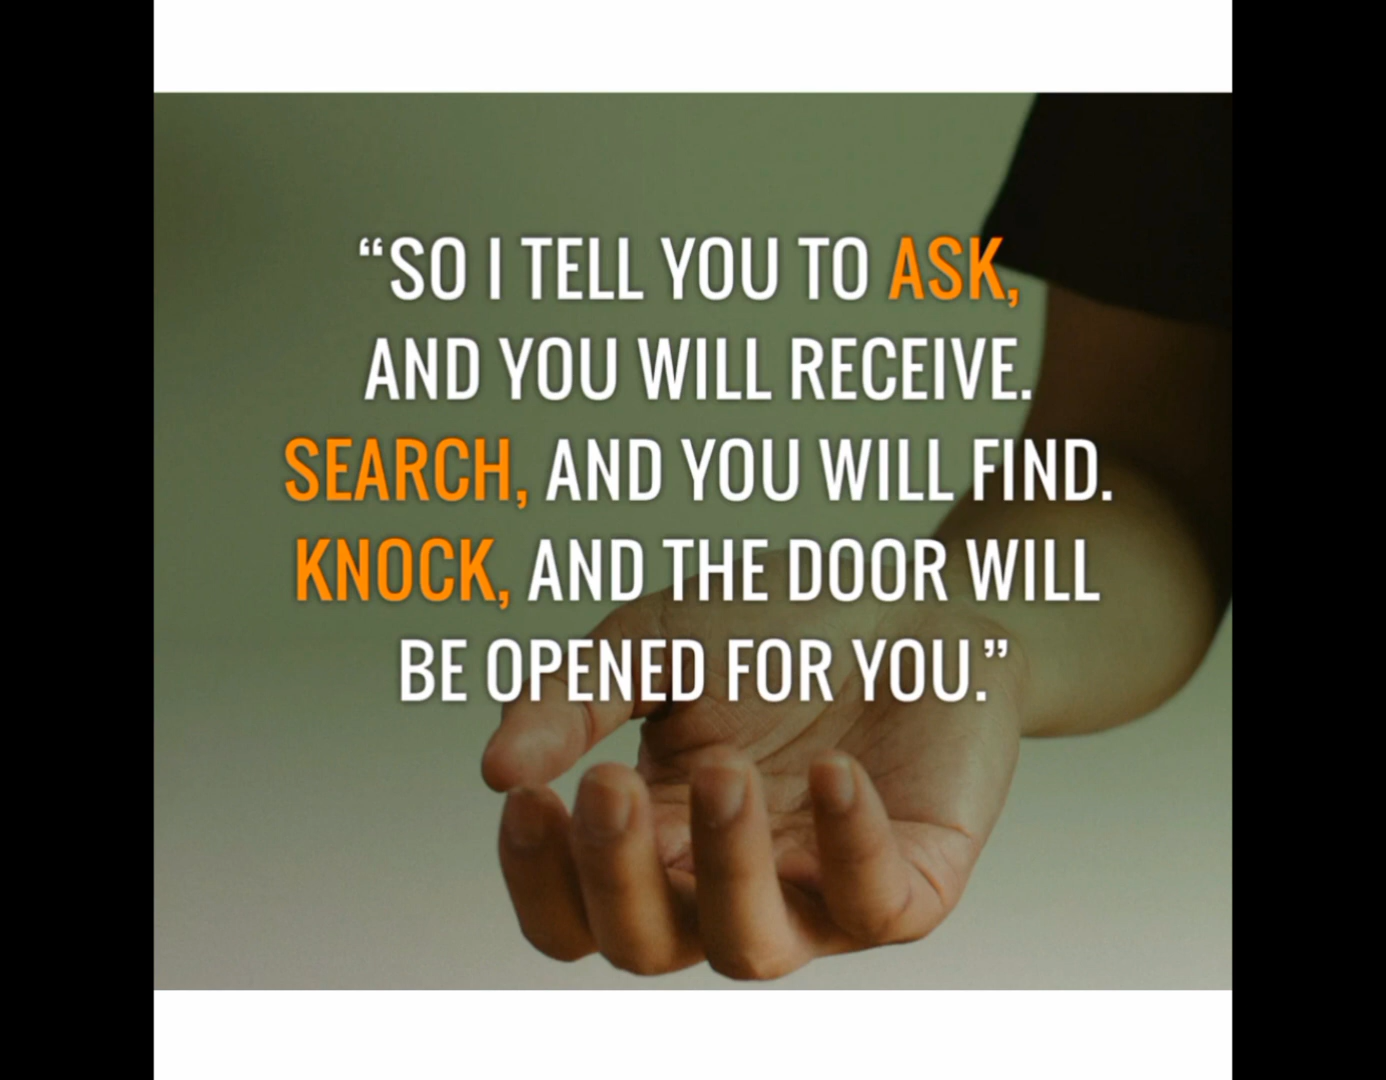 “SO I TELL YOU TO ASK,
AND YOU WILL RECEIVE.
SEARCH, AND YOU WILL FIND.
KNOCK, AND THE DOOR WILL
BE OPENED FOR YOU.”